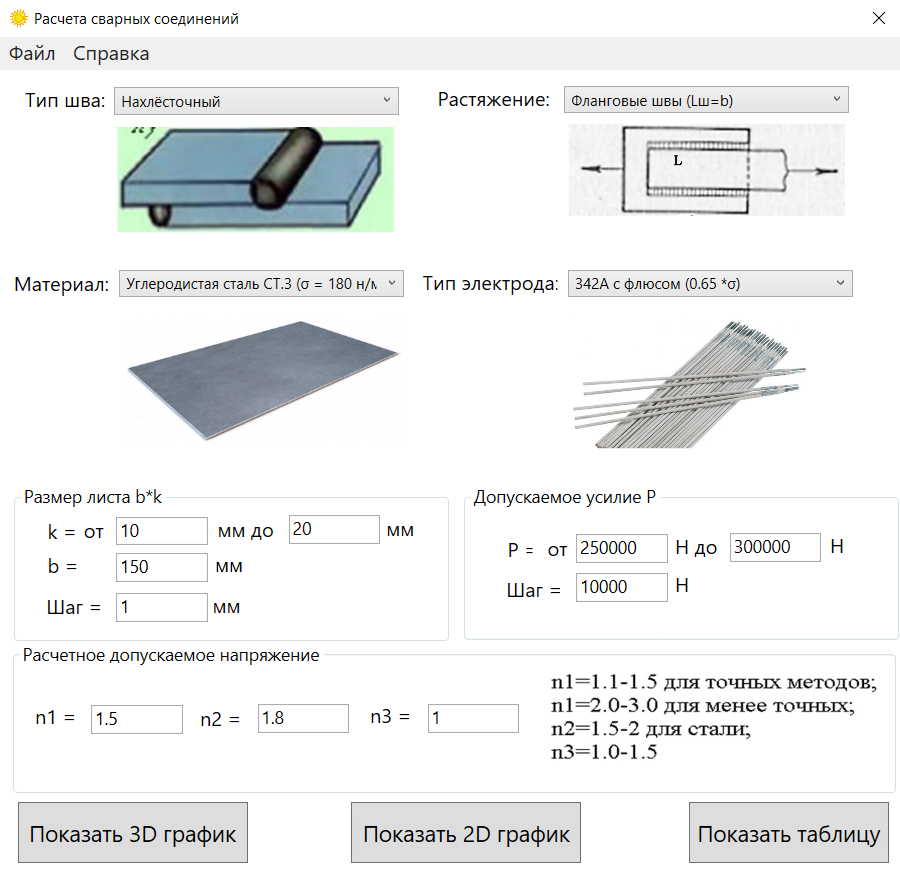 Расчета сварных соединений
Файл Справка
Тип шва: Нахлёсточный Растяжение: Фланговые швы (Lш=b)
L
Материал: Углеродистая сталь СТ.3 (σ = 180 н/м Тип электрода: 342А с флюсом (0.65 *σ)
Размер листа b*k Допускаемое усилие P
k = от 10 мм до 20 мм
b = 150 мм
Шаг = 1 мм
P = от 250000 Н до 300000 Н
Шаг = 10000 Н
Расчетное допускаемое напряжение
n1 = 1.5 n2 = 1.8 n3 = 1
n1=1.1-1.5 для точных методов;
n1=2.0-3.0 для менее точных;
n2=1.5-2 для стали;
n3=1.0-1.5
Показать 3D график Показать 2D график Показать таблицу